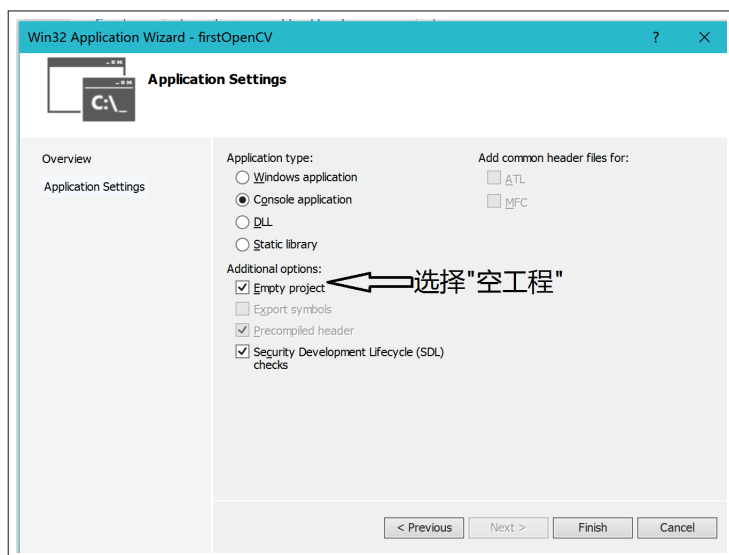 Win32 Application Wizard - firstOpenCV
?
C:\_
Application Settings
Overview
Application Settings
Application type:
Windows application
Console application
DLL
Static library
Additional options:
Empty project
选择"空工程"
Export symbols
Precompiled header
Security Development Lifecycle (SDL)
checks
Add common header files for:
ATL
MFC
< Previous
Next >
Finish
Cancel